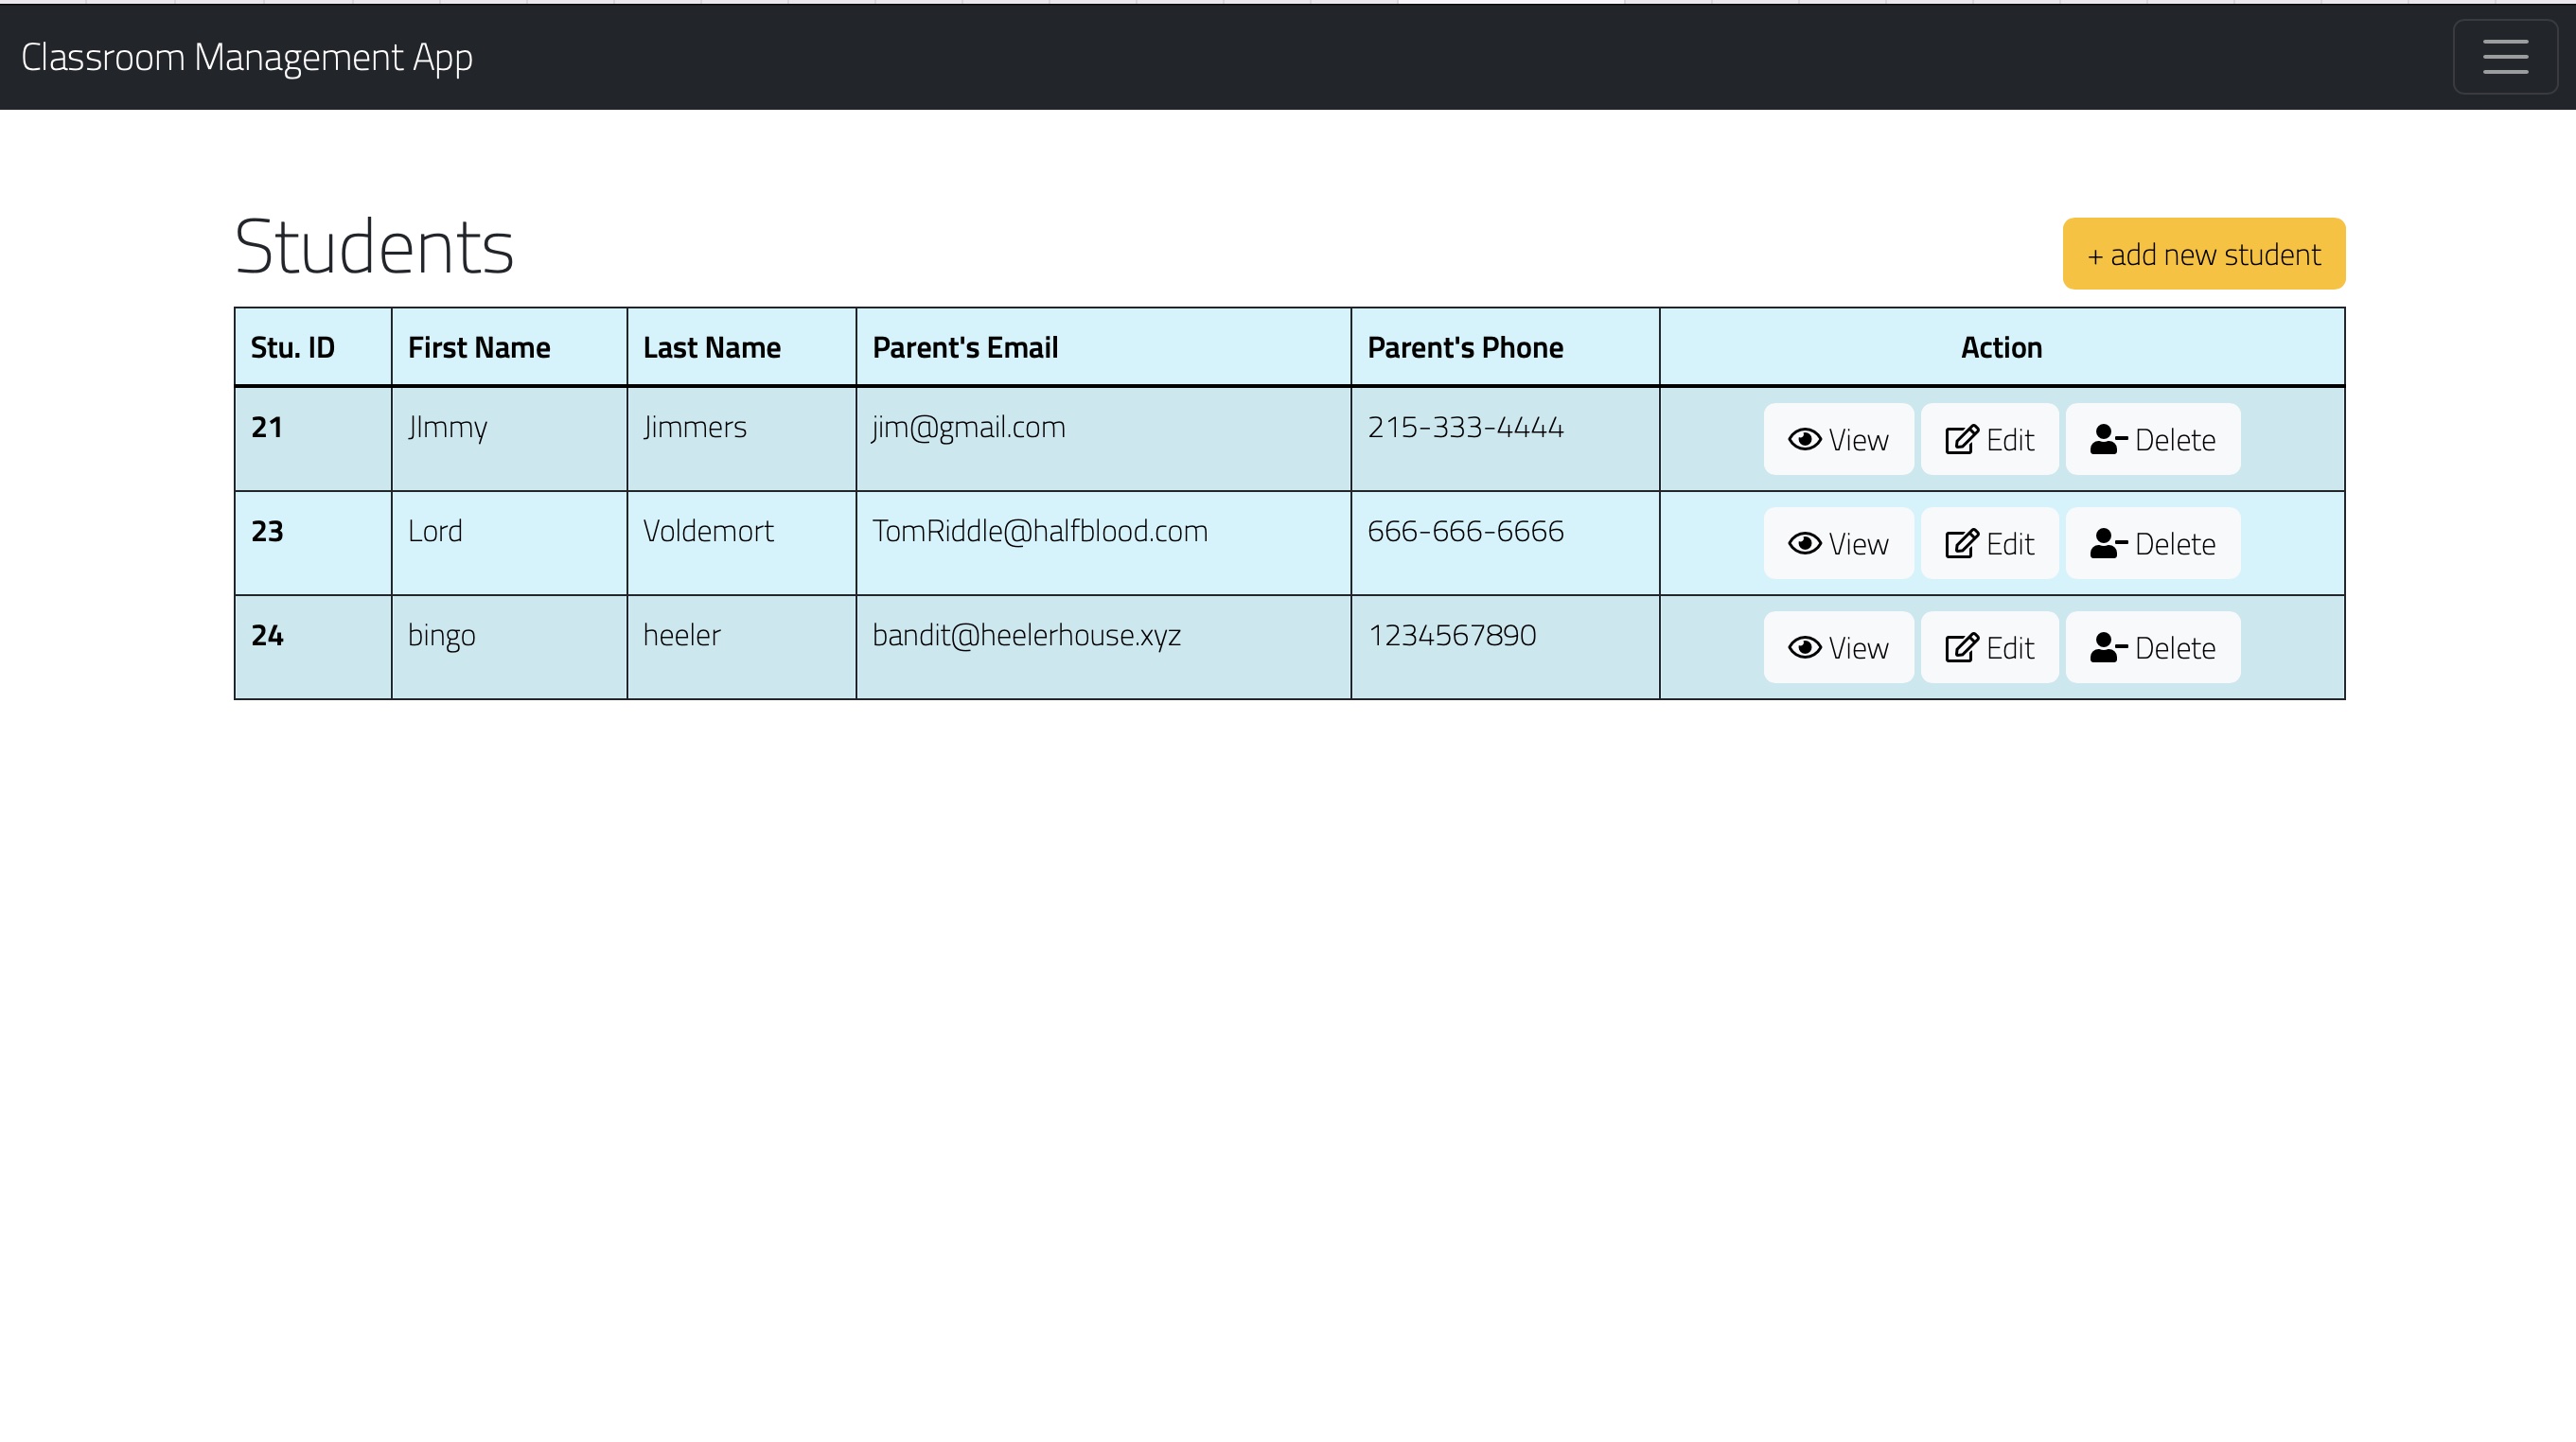 Classroom Management App
Students
+ add new student
Stu. ID First Name Last Name Parent's Email Parent's Phone Action
21 JImmy Jimmers jim@gmail.com 215-333-4444 View Edit Delete
23 Lord Voldemort TomRiddle@halfblood.com 666-666-6666 View Edit Delete
24 bingo heeler bandit@heelerhouse.xyz 1234567890 View Edit Delete